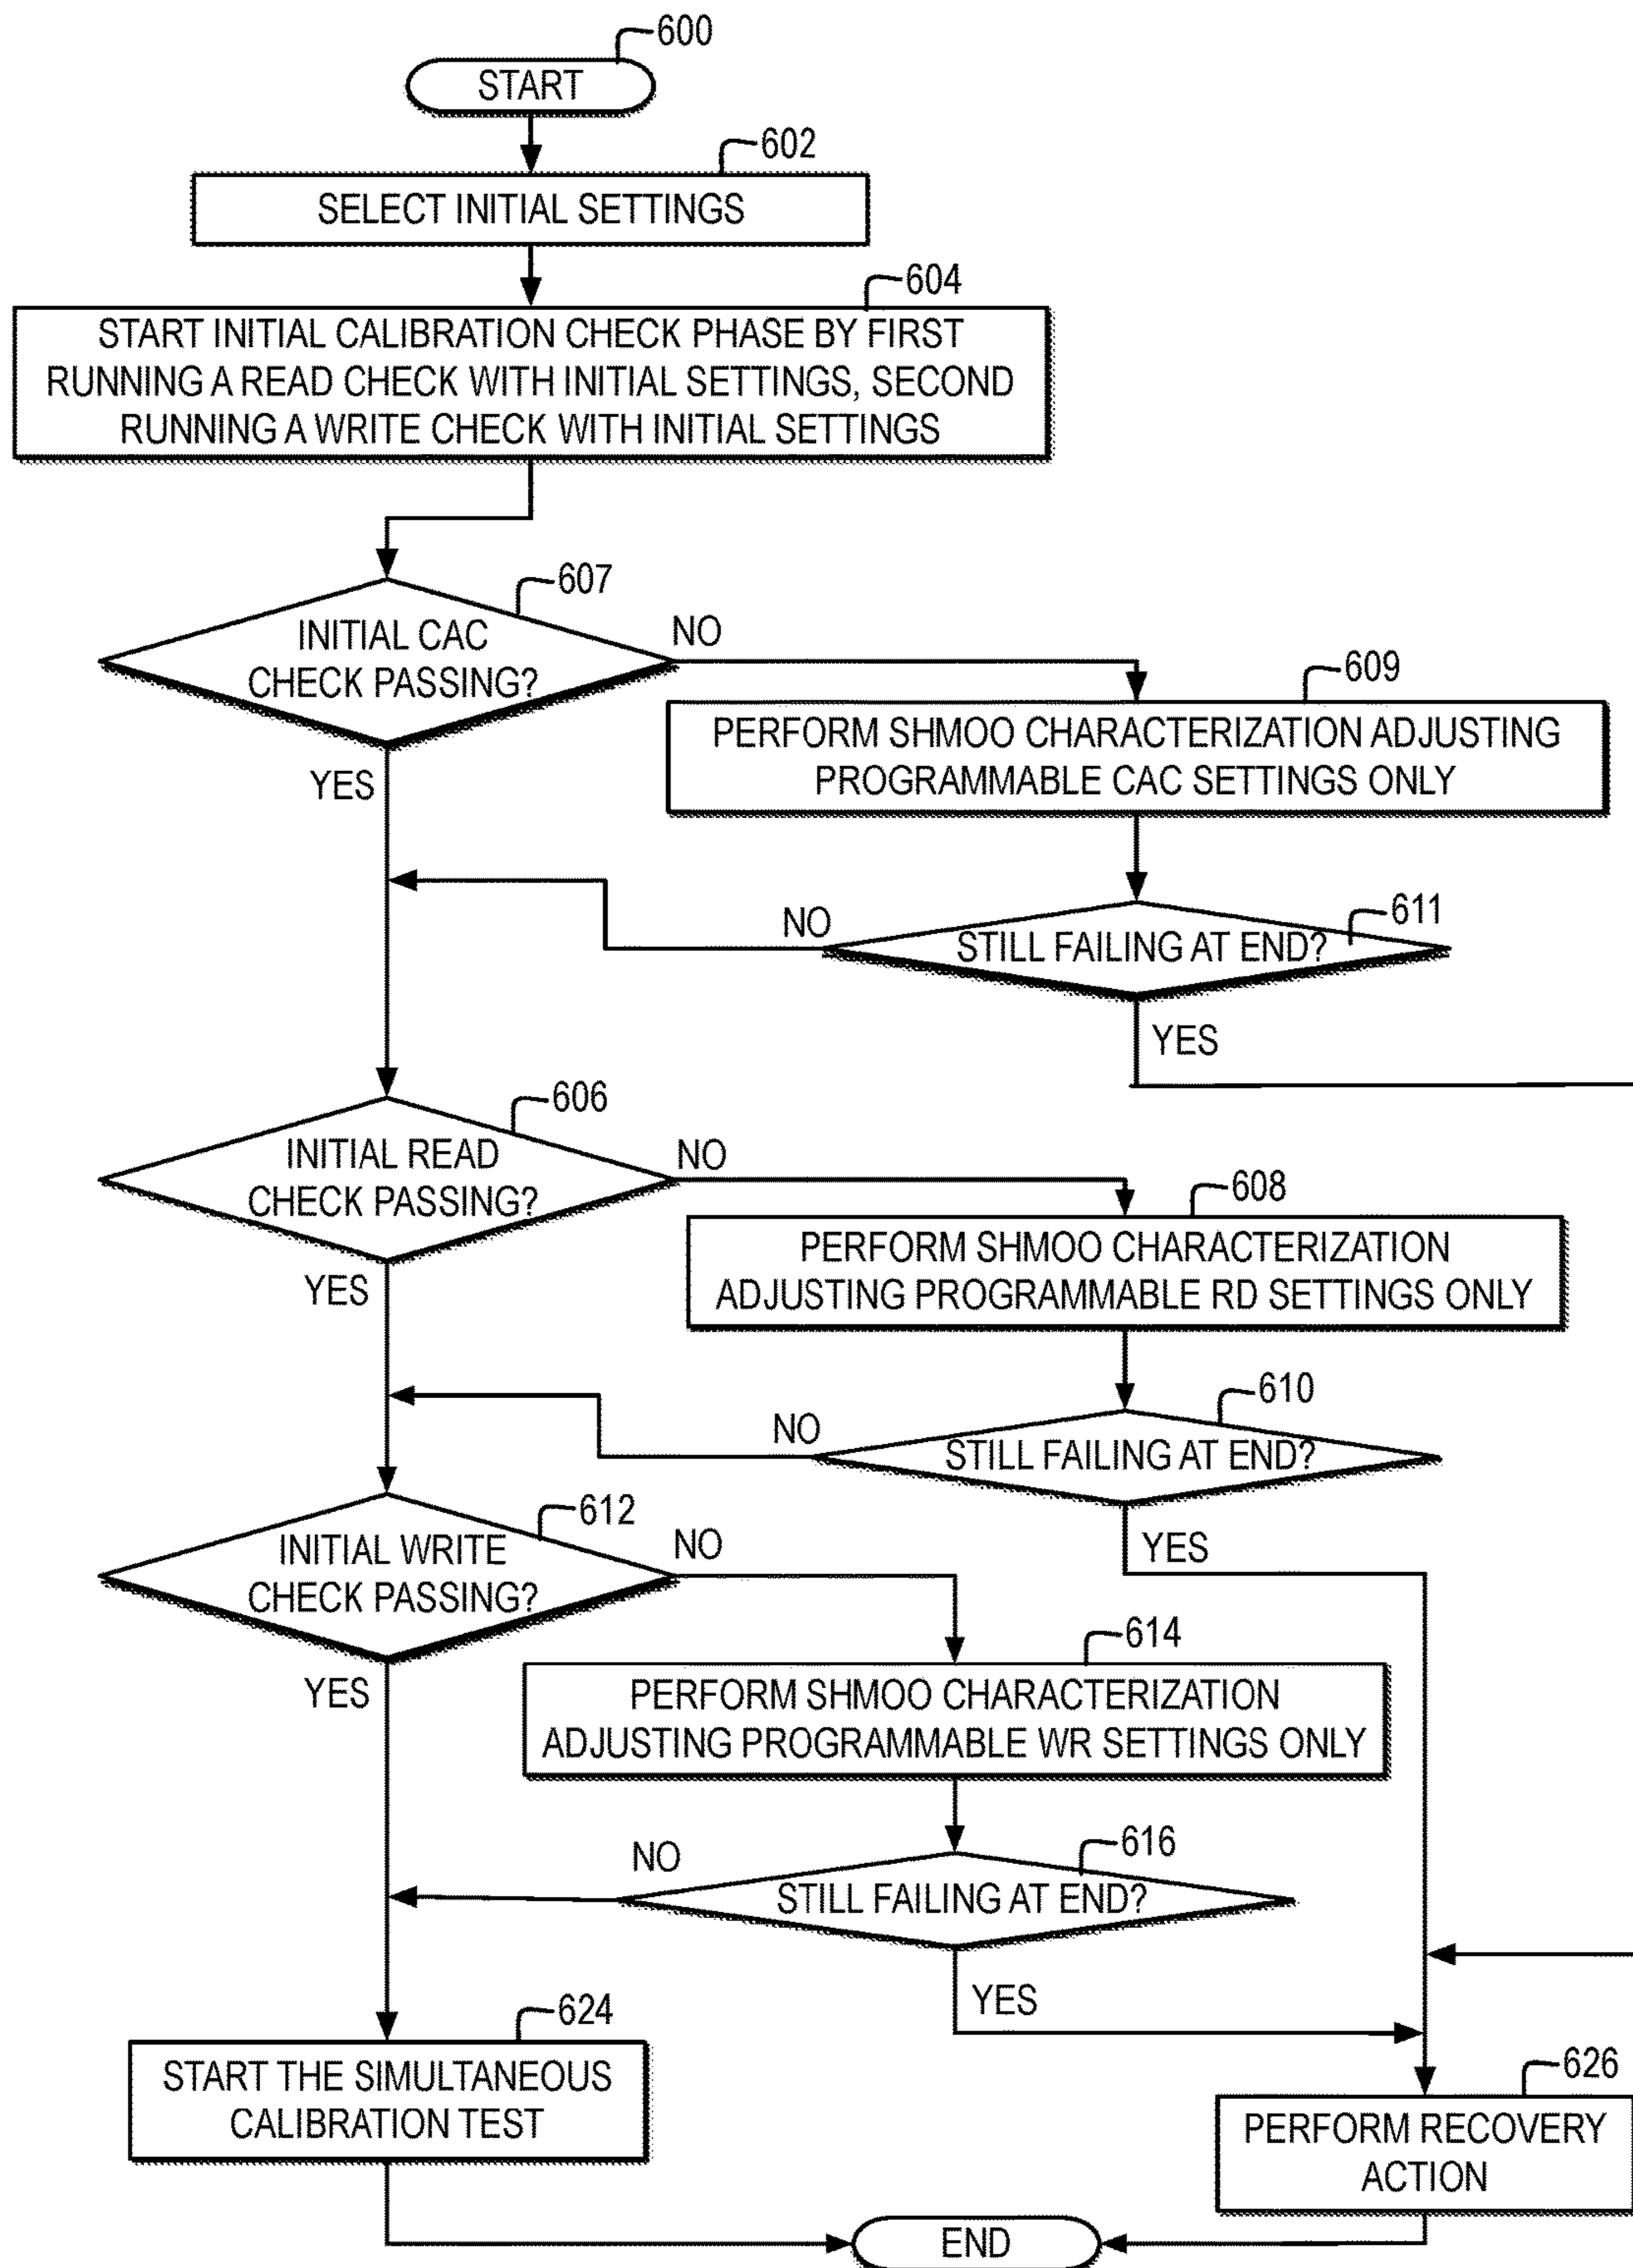 600
START
602
SELECT INITIAL SETTINGS
604
START INITIAL CALIBRATION CHECK PHASE BY FIRST
RUNNING A READ CHECK WITH INITIAL SETTINGS, SECOND
RUNNING A WRITE CHECK WITH INITIAL SETTINGS
607
INITIAL CAC
CHECK PASSING?
NO
YES
609
PERFORM SHMOO CHARACTERIZATION ADJUSTING
PROGRAMMABLE CAC SETTINGS ONLY
611
NO
STILL FAILING AT END?
YES
606
INITIAL READ
CHECK PASSING?
NO
YES
608
PERFORM SHMOO CHARACTERIZATION
ADJUSTING PROGRAMMABLE RD SETTINGS ONLY
610
NO
STILL FAILING AT END?
YES
612
INITIAL WRITE
CHECK PASSING?
NO
YES
614
PERFORM SHMOO CHARACTERIZATION
ADJUSTING PROGRAMMABLE WR SETTINGS ONLY
616
NO
STILL FAILING AT END?
YES
624
START THE SIMULTANEOUS
CALIBRATION TEST
626
PERFORM RECOVERY
ACTION
END